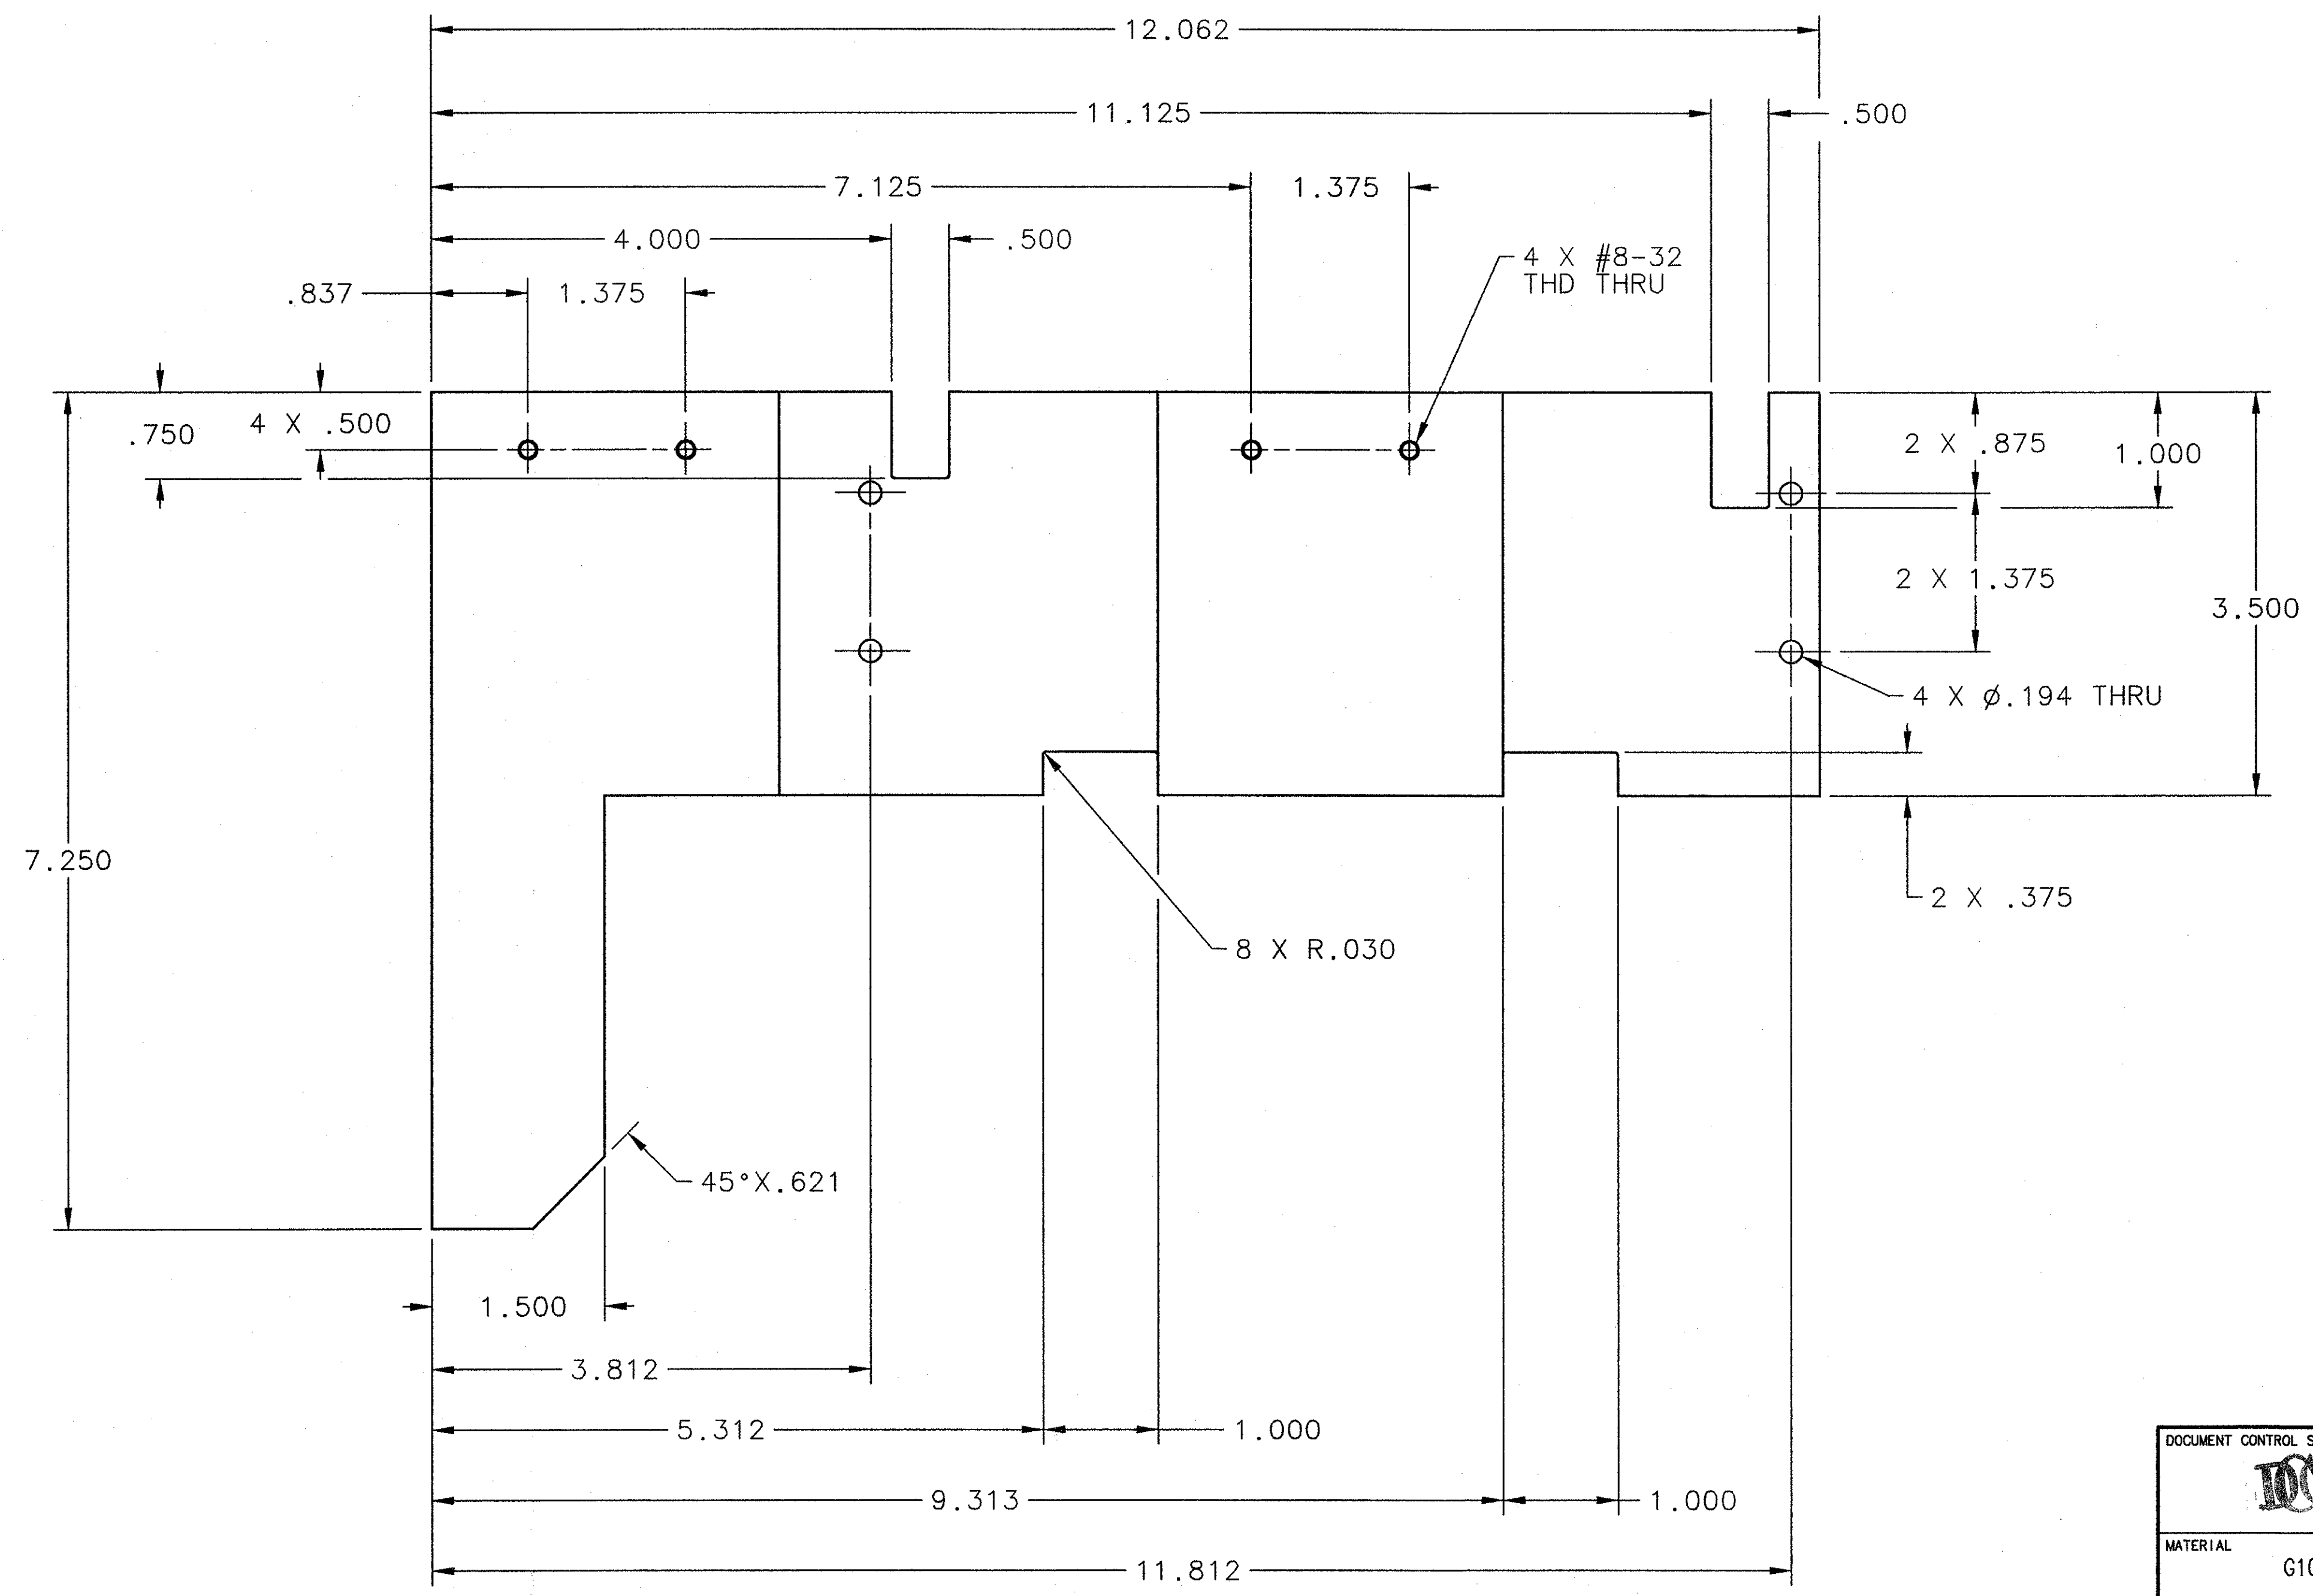 12.062
11.125
.500
7.125
1.375
4.000
.500
4 X #8-32
THD THRU
.837
1.375
.750
4 X .500
2 X .875
1.000
2 X 1.375
3.500
4 X ø.194 THRU
7.250
2 X .375
8 X R.030
45°X.621
1.500
3.812
5.312
1.000
9.313
1.000
11.812
DOCUMENT CONTROL S
MATERIAL
G10